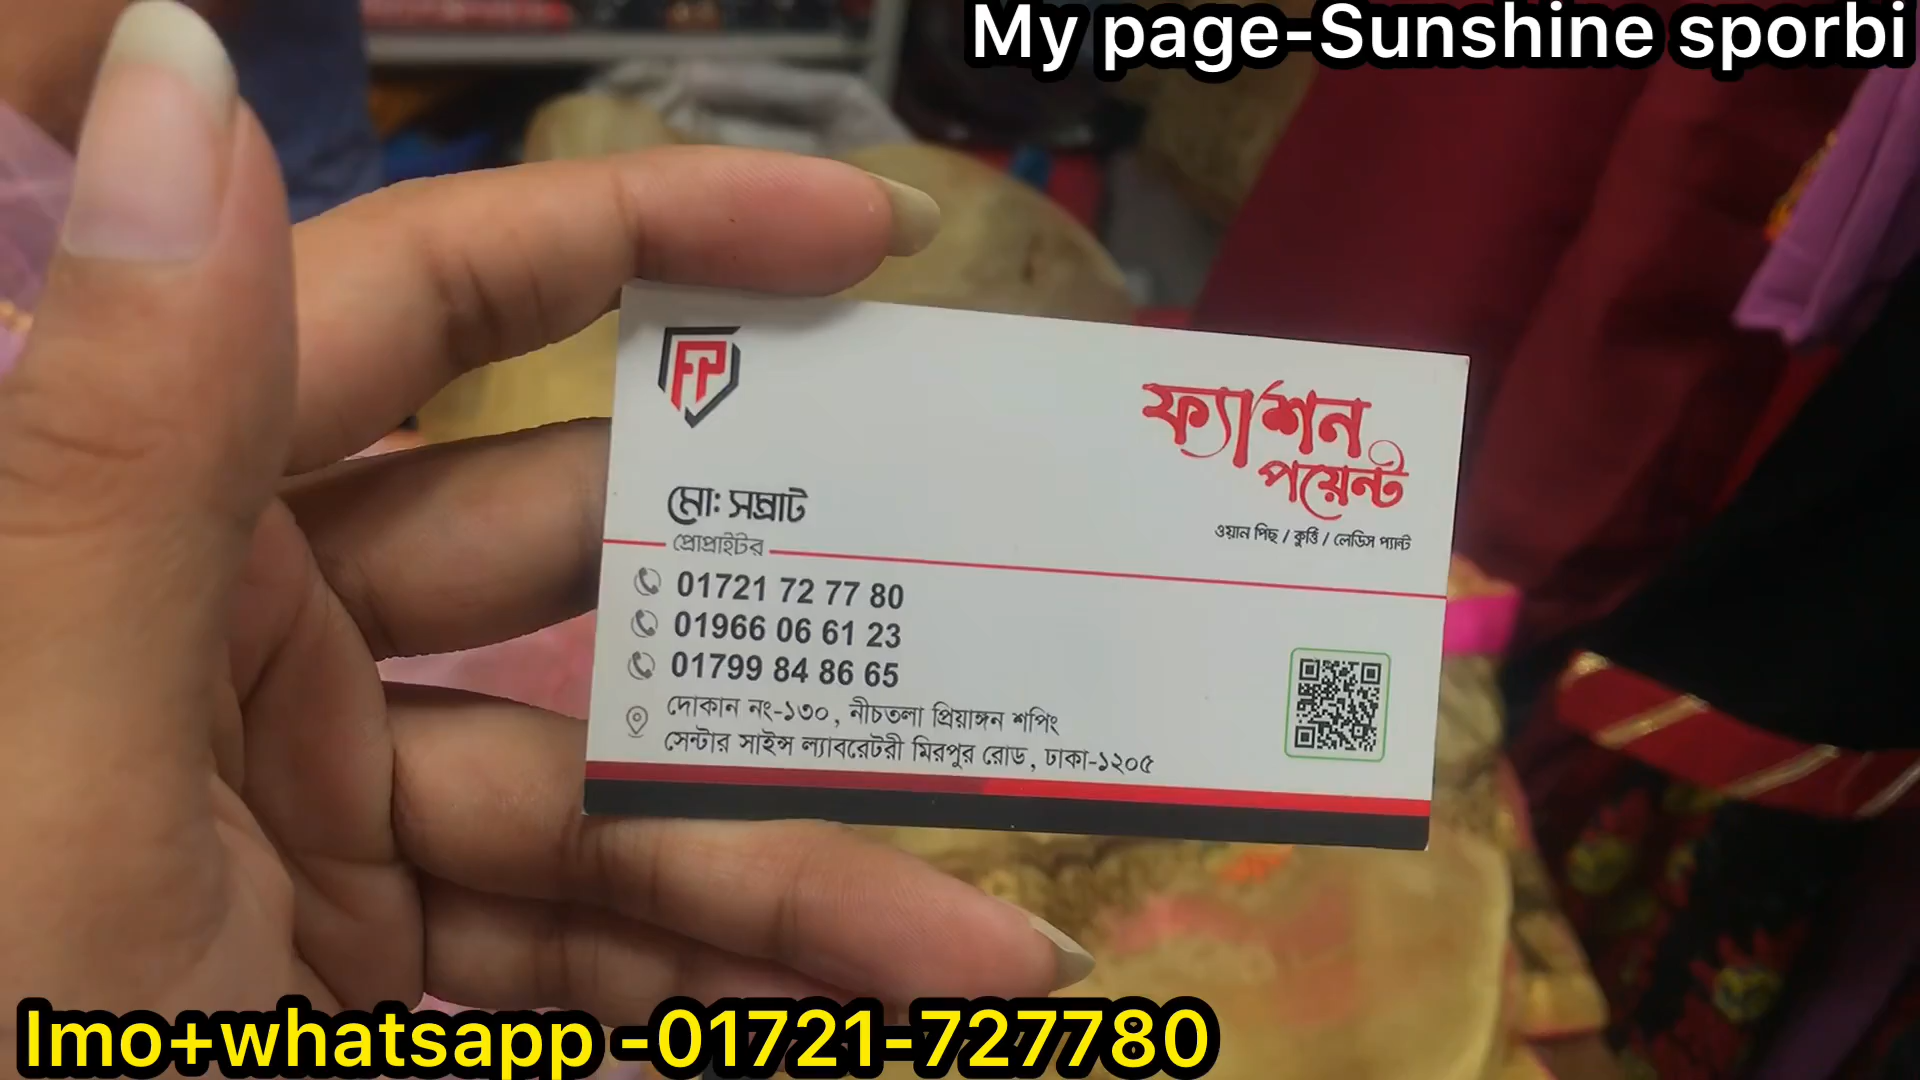 My page-Sunshine sporbi
FP
ফ্যাশন
পয়েন্ট
ওয়ান পিছ / কুর্তি / লেডিস প্যান্ট
মোঃ সম্রাট
প্রোপ্রাইটর
01721 72 77 80
01966 06 61 23
01799 84 86 65
দোকান নং-১৩০, নীচতলা প্রিয়াঙ্গন শপিং
সেন্টার সাইন্স ল্যাবরেটরী মিরপুর রোড, ঢাকা-১২০৫
Imo+whatsapp -01721-727780